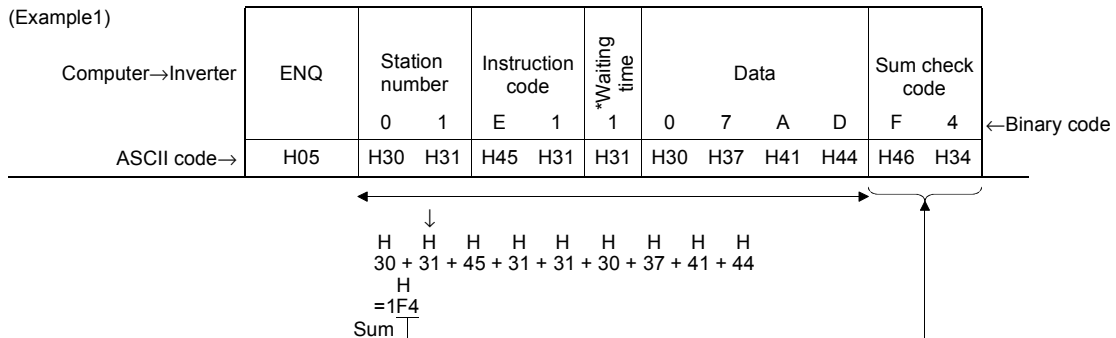 (Example1)
Computer→Inverter
ENQ
Station number
Instruction code
*Waiting time
Data
Sum check code
0 1 E 1 1 0 7 A D F 4 ←Binary code
ASCII code→ H05 H30 H31 H45 H31 H31 H30 H37 H41 H44 H46 H34
↓
H H H H H H H H H
30 + 31 + 45 + 31 + 31 + 30 + 37 + 41 + 44
H
=1F4
Sum